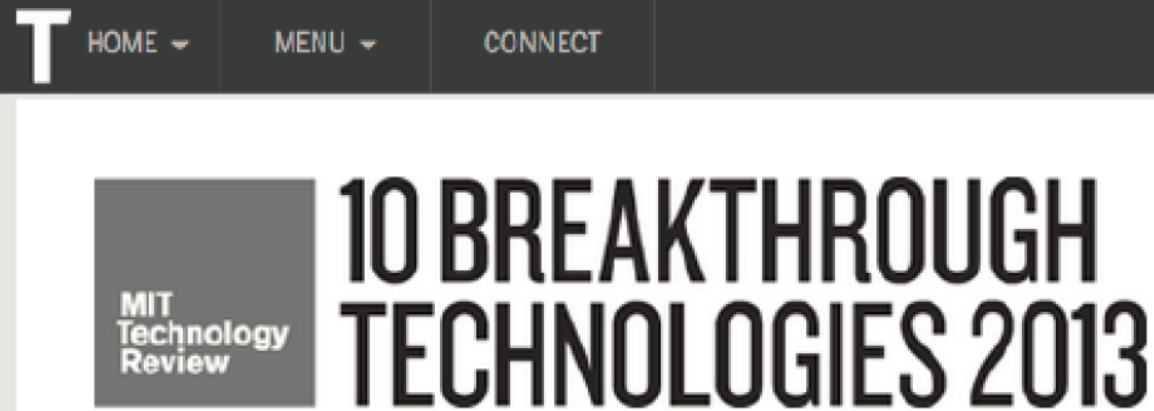 T HOME MENU CONNECT
10 BREAKTHROUGH
TECHNOLOGIES 2013
MIT
Technology
Review